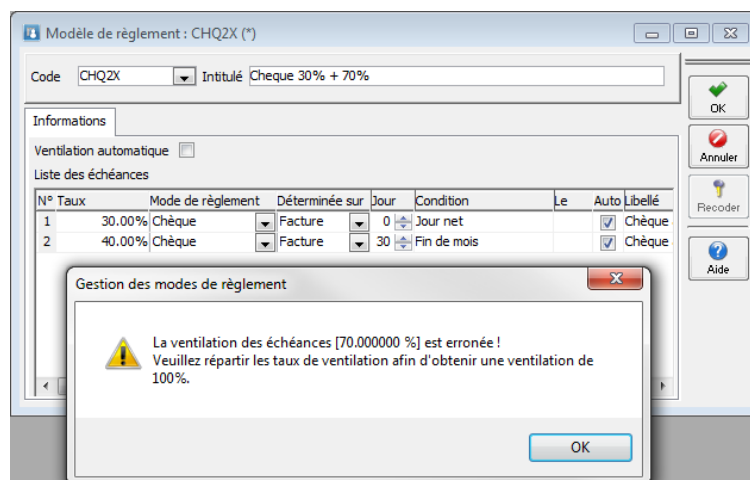 Modèle de règlement : CHQ2X (*)
Code CHQ2X Intitulé Cheque 30% + 70%
OK
Informations
Ventilation automatique
Annuler
Liste des échéances
N° Taux Mode de règlement Déterminée sur Jour Condition Le Auto Libellé
Recoder
1 30.00% Chèque Facture 0 Jour net Chèque
2 40.00% Chèque Facture 30 Fin de mois Chèque
Aide
Gestion des modes de règlement
La ventilation des échéances [70.000000 %] est erronée !
Veuillez répartir les taux de ventilation afin d'obtenir une ventilation de
100%.
OK